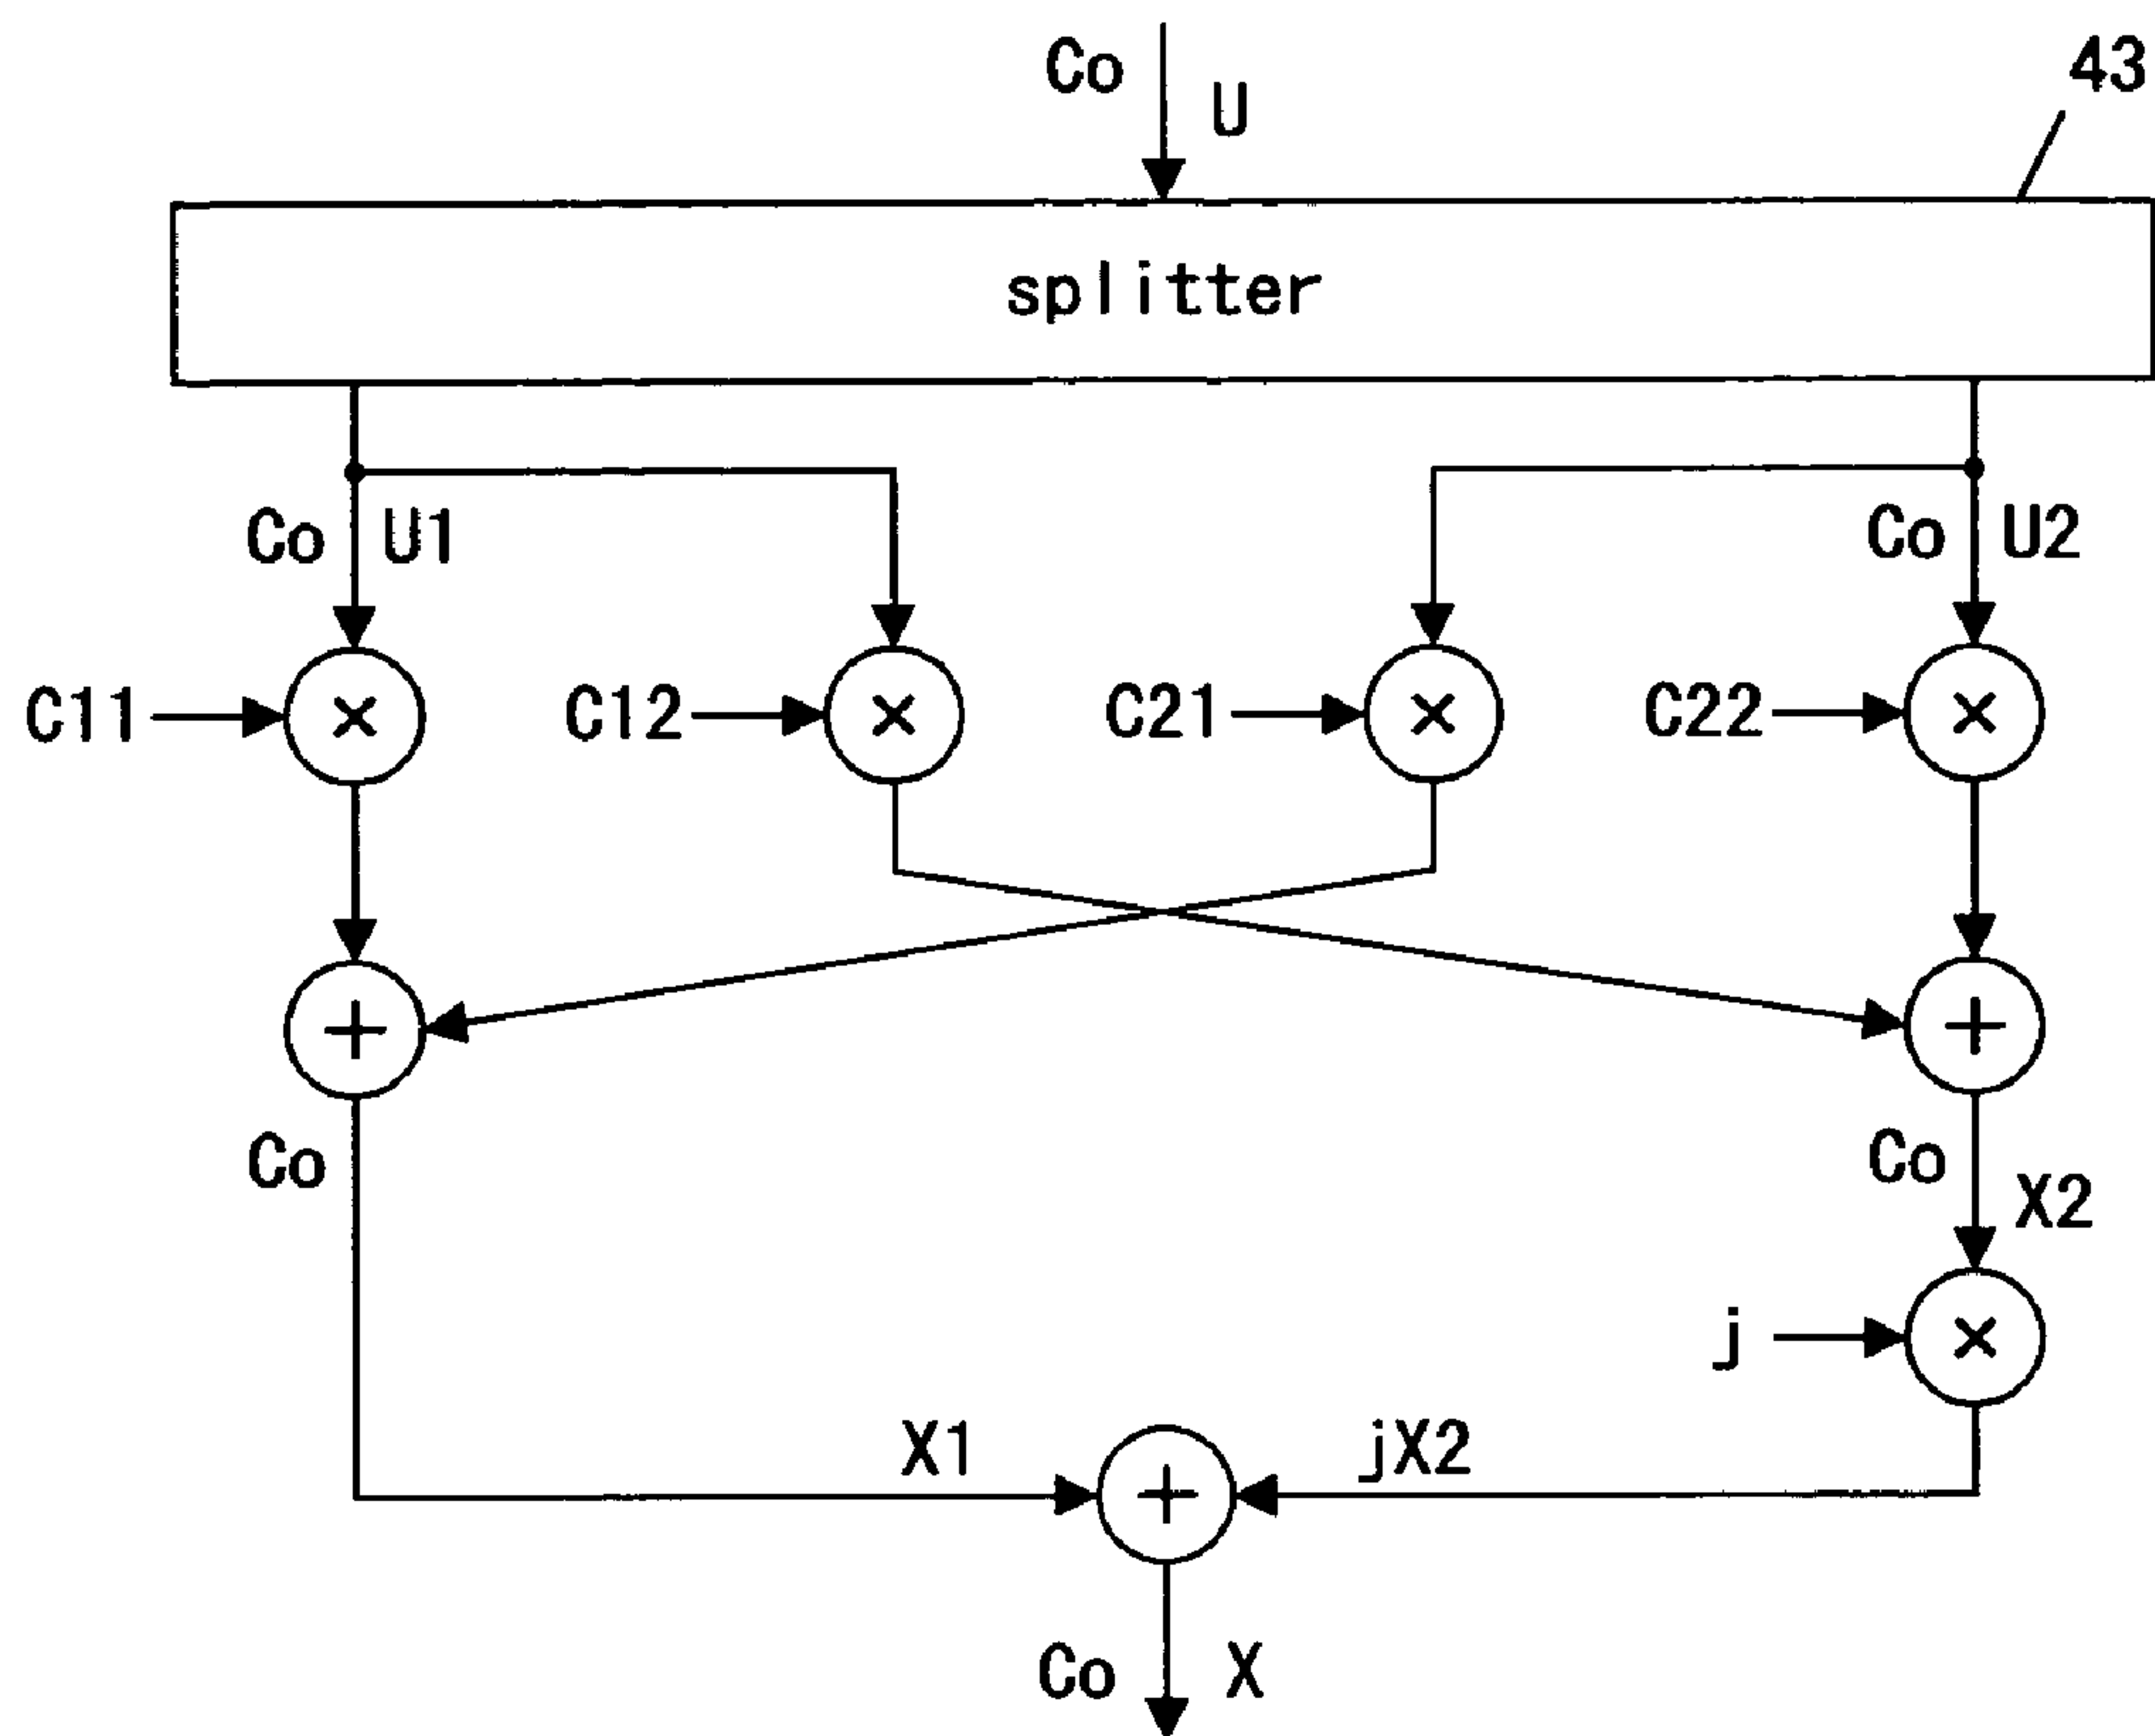 Co U
43
splitter
Co U1
Co U2
C11 × C12 × C21 × C22 ×
+ +
Co
Co X2
j ×
X1 + jX2
Co X